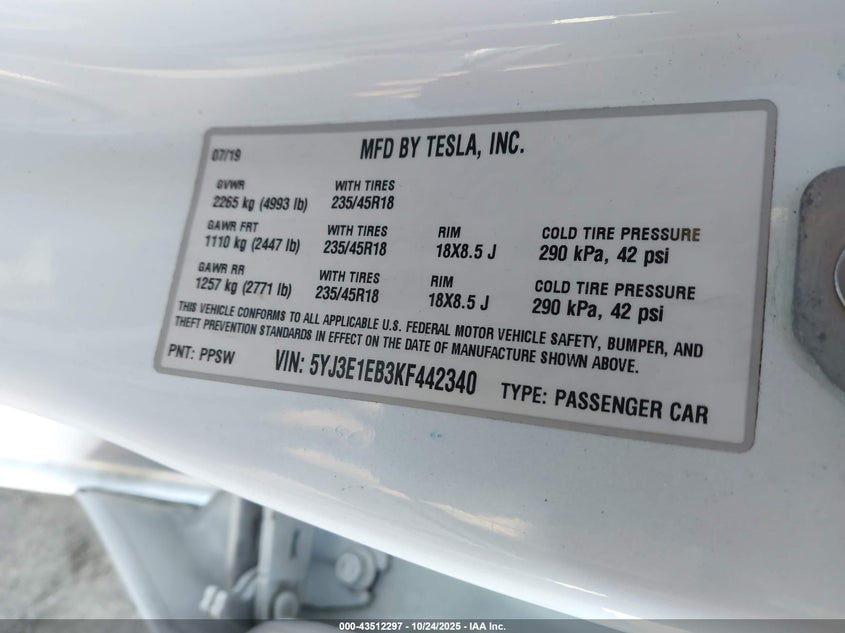 07/19 MFD BY TESLA, INC.
GVWR WITH TIRES
2265 kg (4993 lb) 235/45R18
GAWR FRT WITH TIRES RIM COLD TIRE PRESSURE
1110 kg (2447 lb) 235/45R18 18X8.5 J 290 kPa, 42 psi
GAWR RR WITH TIRES RIM COLD TIRE PRESSURE
1257 kg (2771 lb) 235/45R18 18X8.5 J 290 kPa, 42 psi
THIS VEHICLE CONFORMS TO ALL APPLICABLE U.S. FEDERAL MOTOR VEHICLE SAFETY, BUMPER, AND
THEFT PREVENTION STANDARDS IN EFFECT ON THE DATE OF MANUFACTURE SHOWN ABOVE.
PNT: PPSW VIN: 5YJ3E1EB3KF442340 TYPE: PASSENGER CAR
000-43512297 - 10/24/2025 - IAA Inc.